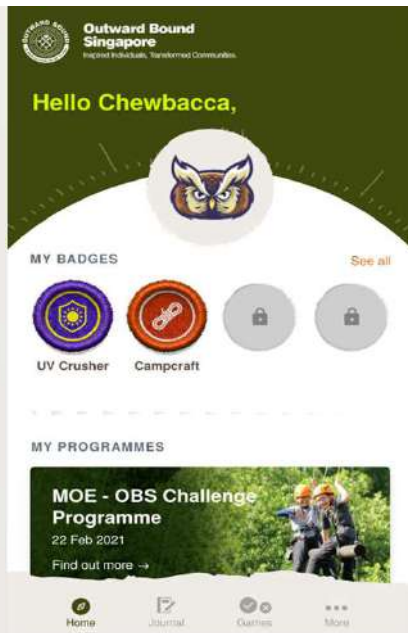 Outward Bound
Singapore
Inspired Individuals, Transformed Communities.
Hello Chewbacca,
MY BADGES
See all
UV Crusher
Campcraft
MY PROGRAMMES
MOE - OBS Challenge
Programme
22 Feb 2021
Find out more →
Home
Journal
Games
More